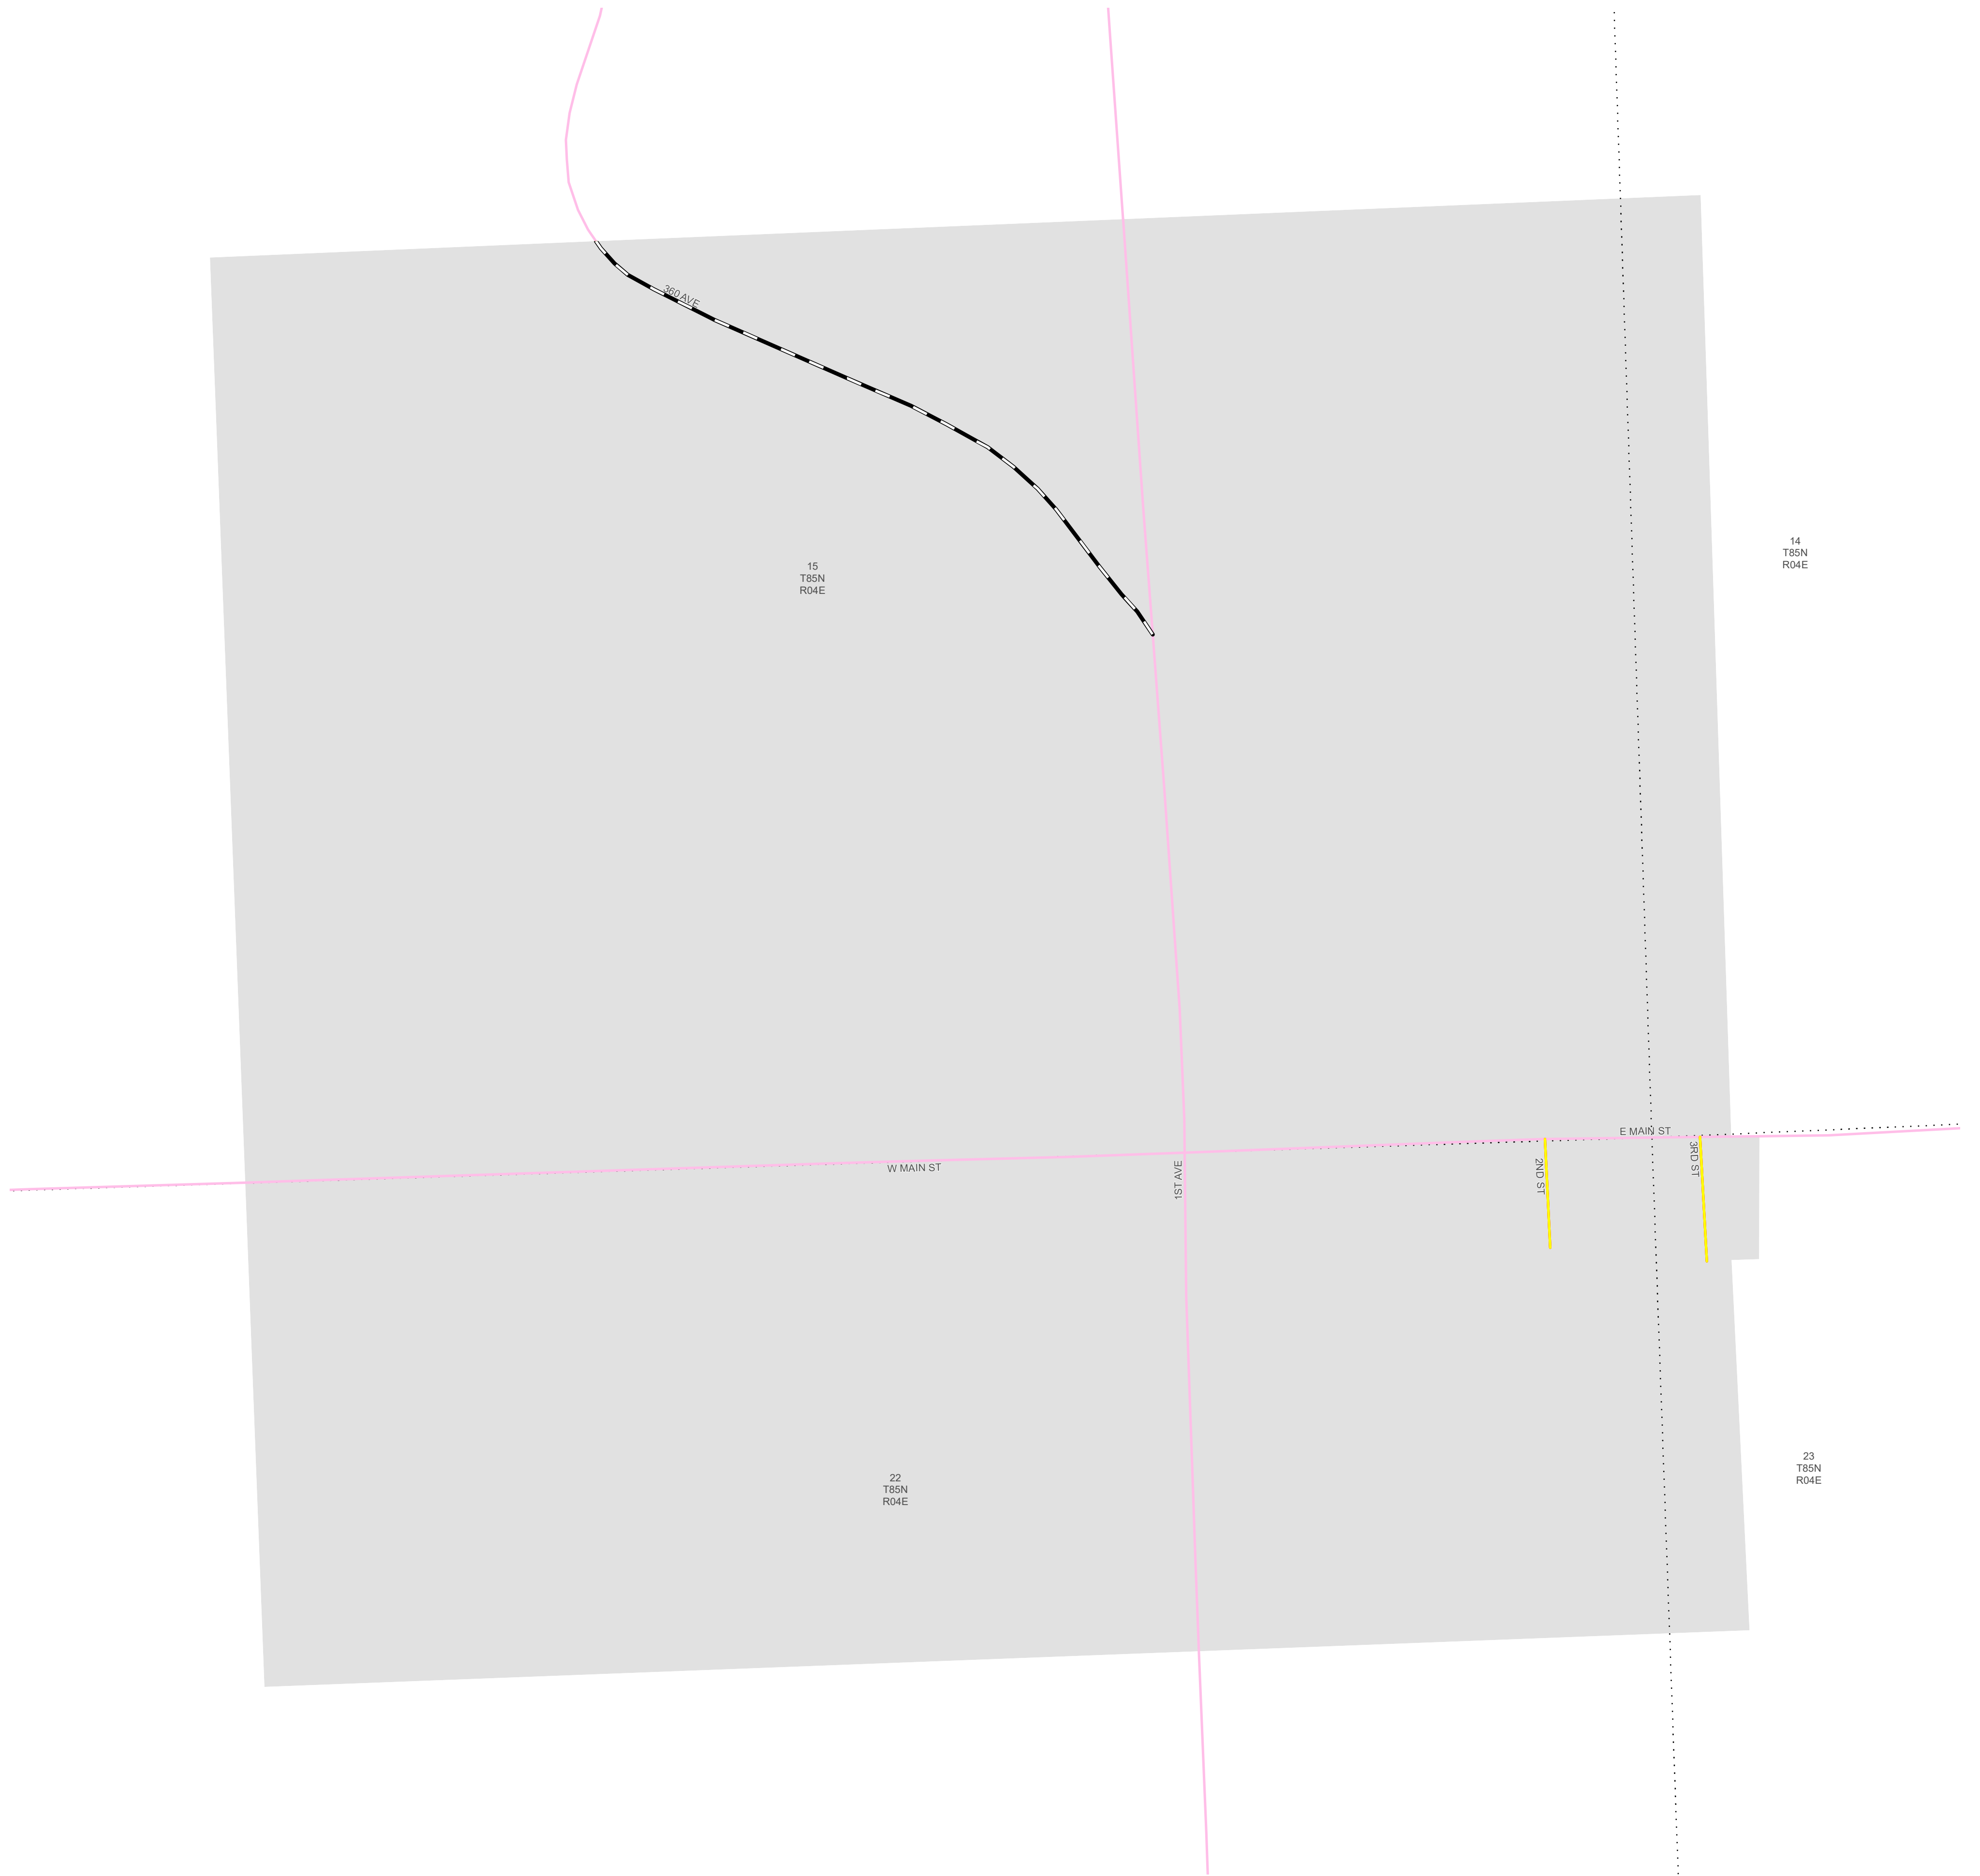 360 AVE
14
T85N
R04E
15
T85N
R04E
E MAIN ST
W MAIN ST
1ST AVE
2ND ST
3RD ST
23
T85N
R04E
22
T85N
R04E